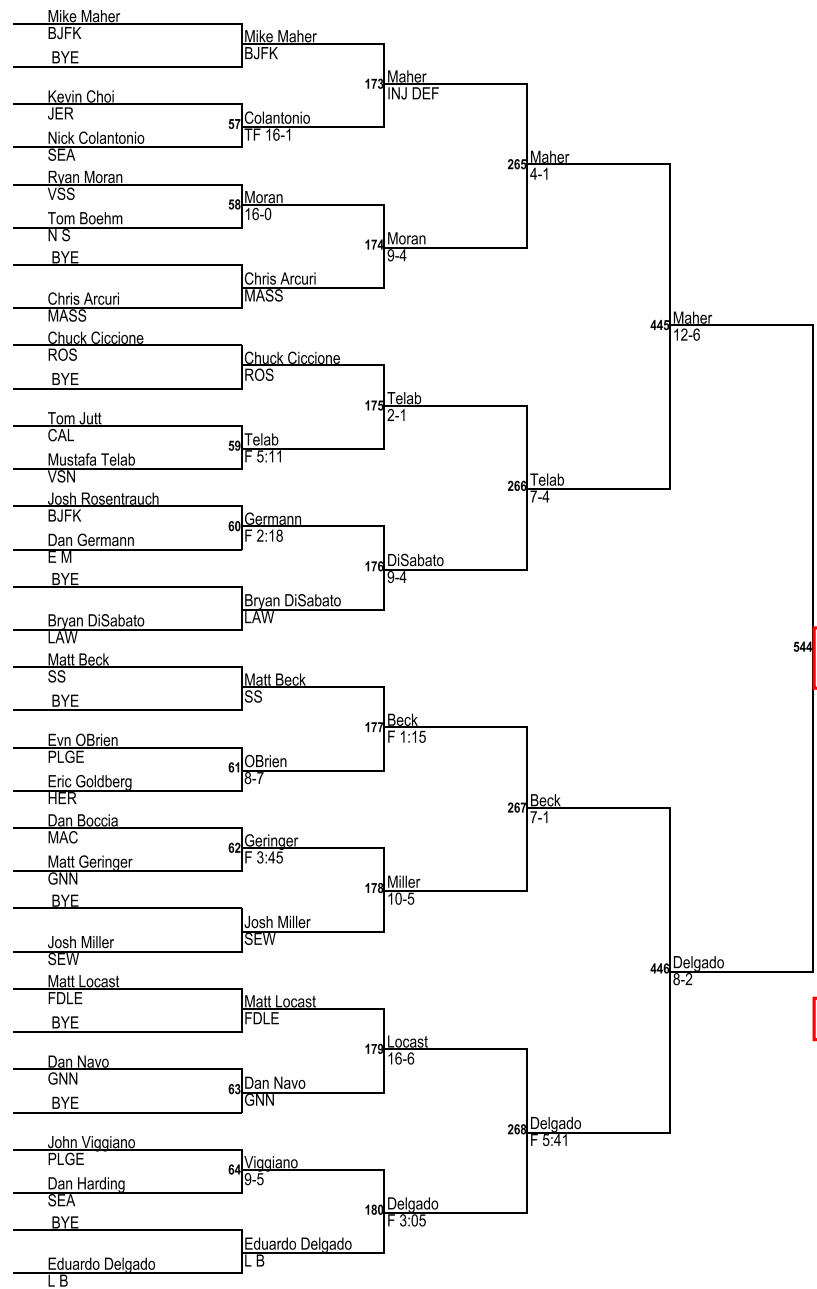 Mike Maher
BJFK
BYE
Mike Maher
BJFK
173
Maher
INJ DEF
Kevin Choi
JER
57
Colantonio
TF 16-1
Nick Colantonio
SEA
265
Maher
4-1
Ryan Moran
VSS
58
Moran
16-0
Tom Boehm
N S
174
Moran
9-4
BYE
Chris Arcuri
MASS
Chris Arcuri
MASS
445
Maher
12-6
Chuck Ciccione
ROS
Chuck Ciccione
ROS
BYE
175
Telab
2-1
Tom Jutt
CAL
59
Telab
F 5:11
Mustafa Telab
VSN
266
Telab
7-4
Josh Rosentrauch
BJFK
60
Germann
F 2:18
Dan Germann
E M
176
DiSabato
9-4
BYE
Bryan DiSabato
LAW
Bryan DiSabato
LAW
544
Matt Beck
SS
Matt Beck
SS
BYE
177
Beck
F 1:15
Evn OBrien
PLGE
61
OBrien
8-7
Eric Goldberg
HER
267
Beck
7-1
Dan Boccia
MAC
62
Geringer
F 3:45
Matt Geringer
GNN
178
Miller
10-5
BYE
Josh Miller
SEW
Josh Miller
SEW
446
Delgado
8-2
Matt Locast
FDLE
Matt Locast
FDLE
BYE
179
Locast
16-6
Dan Navo
GNN
63
Dan Navo
GNN
BYE
268
Delgado
F 5:41
John Viggiano
PLGE
64
Viggiano
9-5
Dan Harding
SEA
180
Delgado
F 3:05
BYE
Eduardo Delgado
L B
Eduardo Delgado
L B